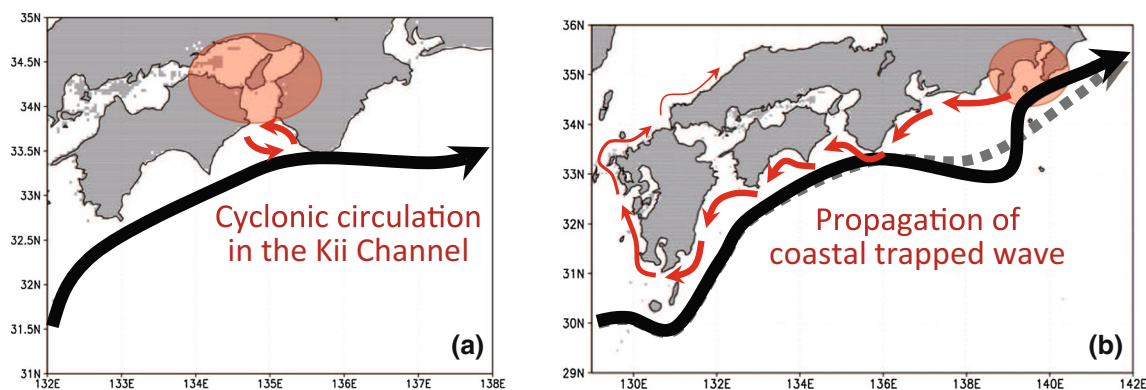 35N
34.5N
34N
33.5N
33N
32.5N
32N
31.5N
31N
132E 133E 134E 135E 136E 137E 138E
Cyclonic circulation
in the Kii Channel
(a)
36N
35N
34N
33N
32N
31N
30N
29N
130E 132E 134E 136E 138E 140E 142E
Propagation of
coastal trapped wave
(b)